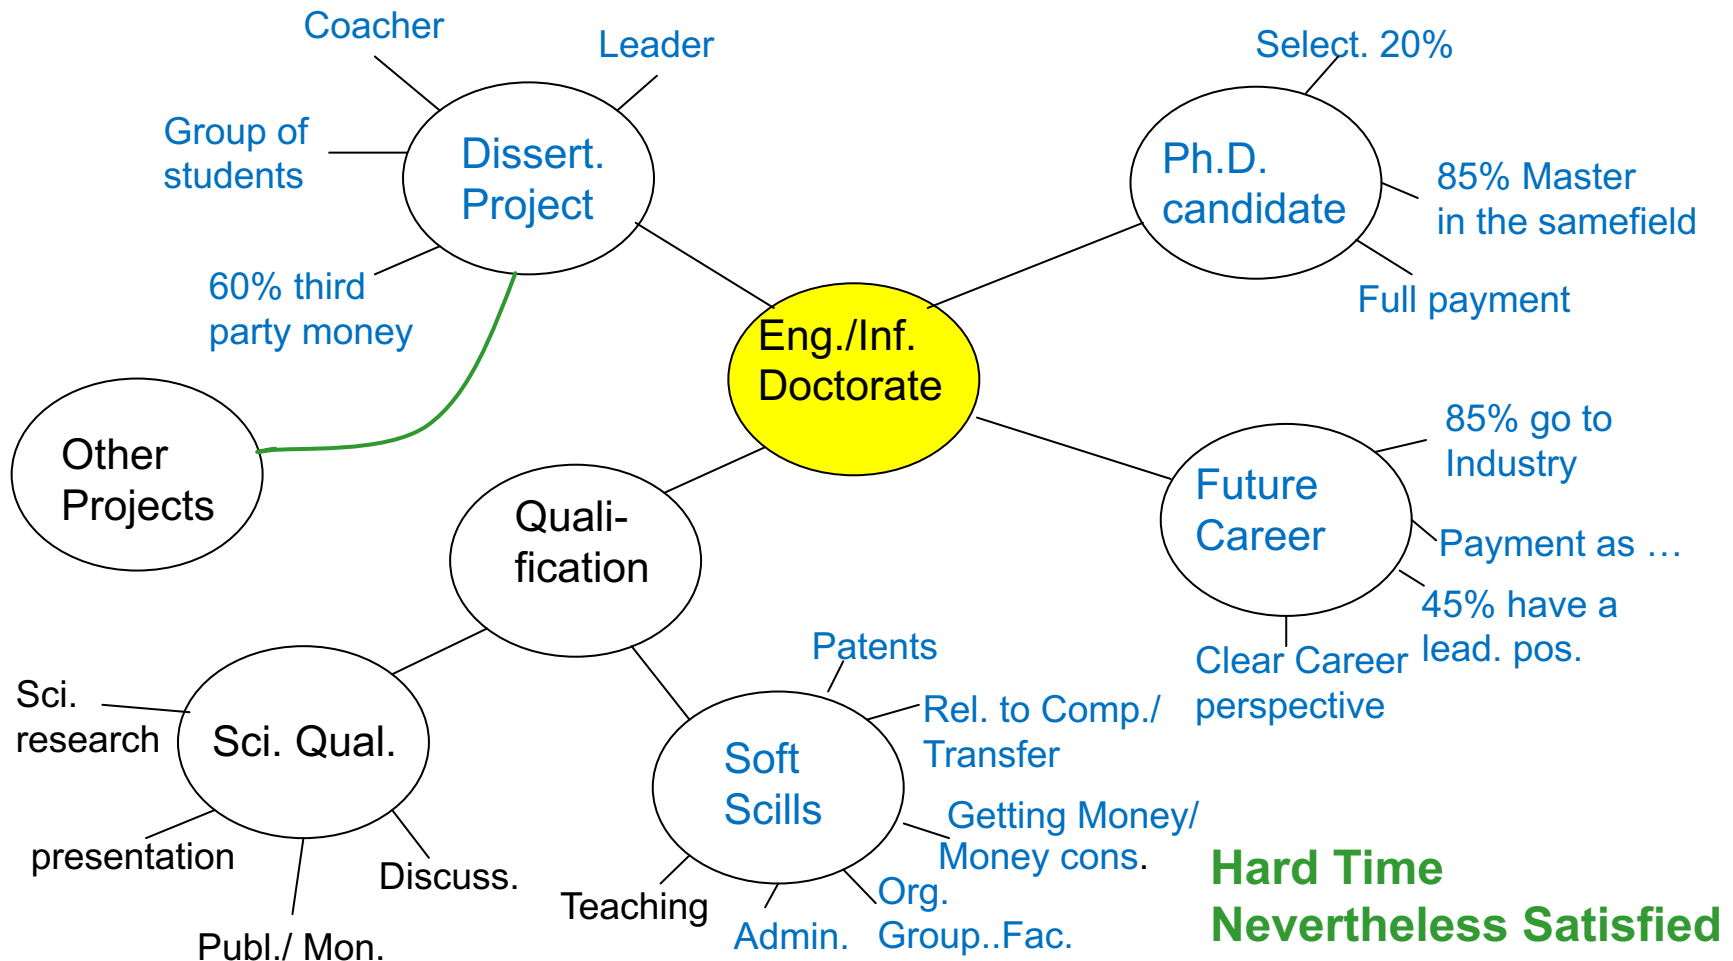 Coacher
Leader
Group of
students
Dissert.
Project
60% third
party money
Other
Projects
Select. 20%
Ph.D.
candidate
85% Master
in the samefield
Full payment
Eng./Inf.
Doctorate
85% go to
Industry
Future
Career
Payment as …
45% have a
lead. pos.
Clear Career
perspective
Quali-
fication
Sci.
research
Sci. Qual.
presentation
Publ./ Mon.
Discuss.
Patents
Rel. to Comp./
Transfer
Soft
Scills
Getting Money/
Money cons.
Teaching
Admin.
Org.
Group..Fac.
Hard Time
Nevertheless Satisfied